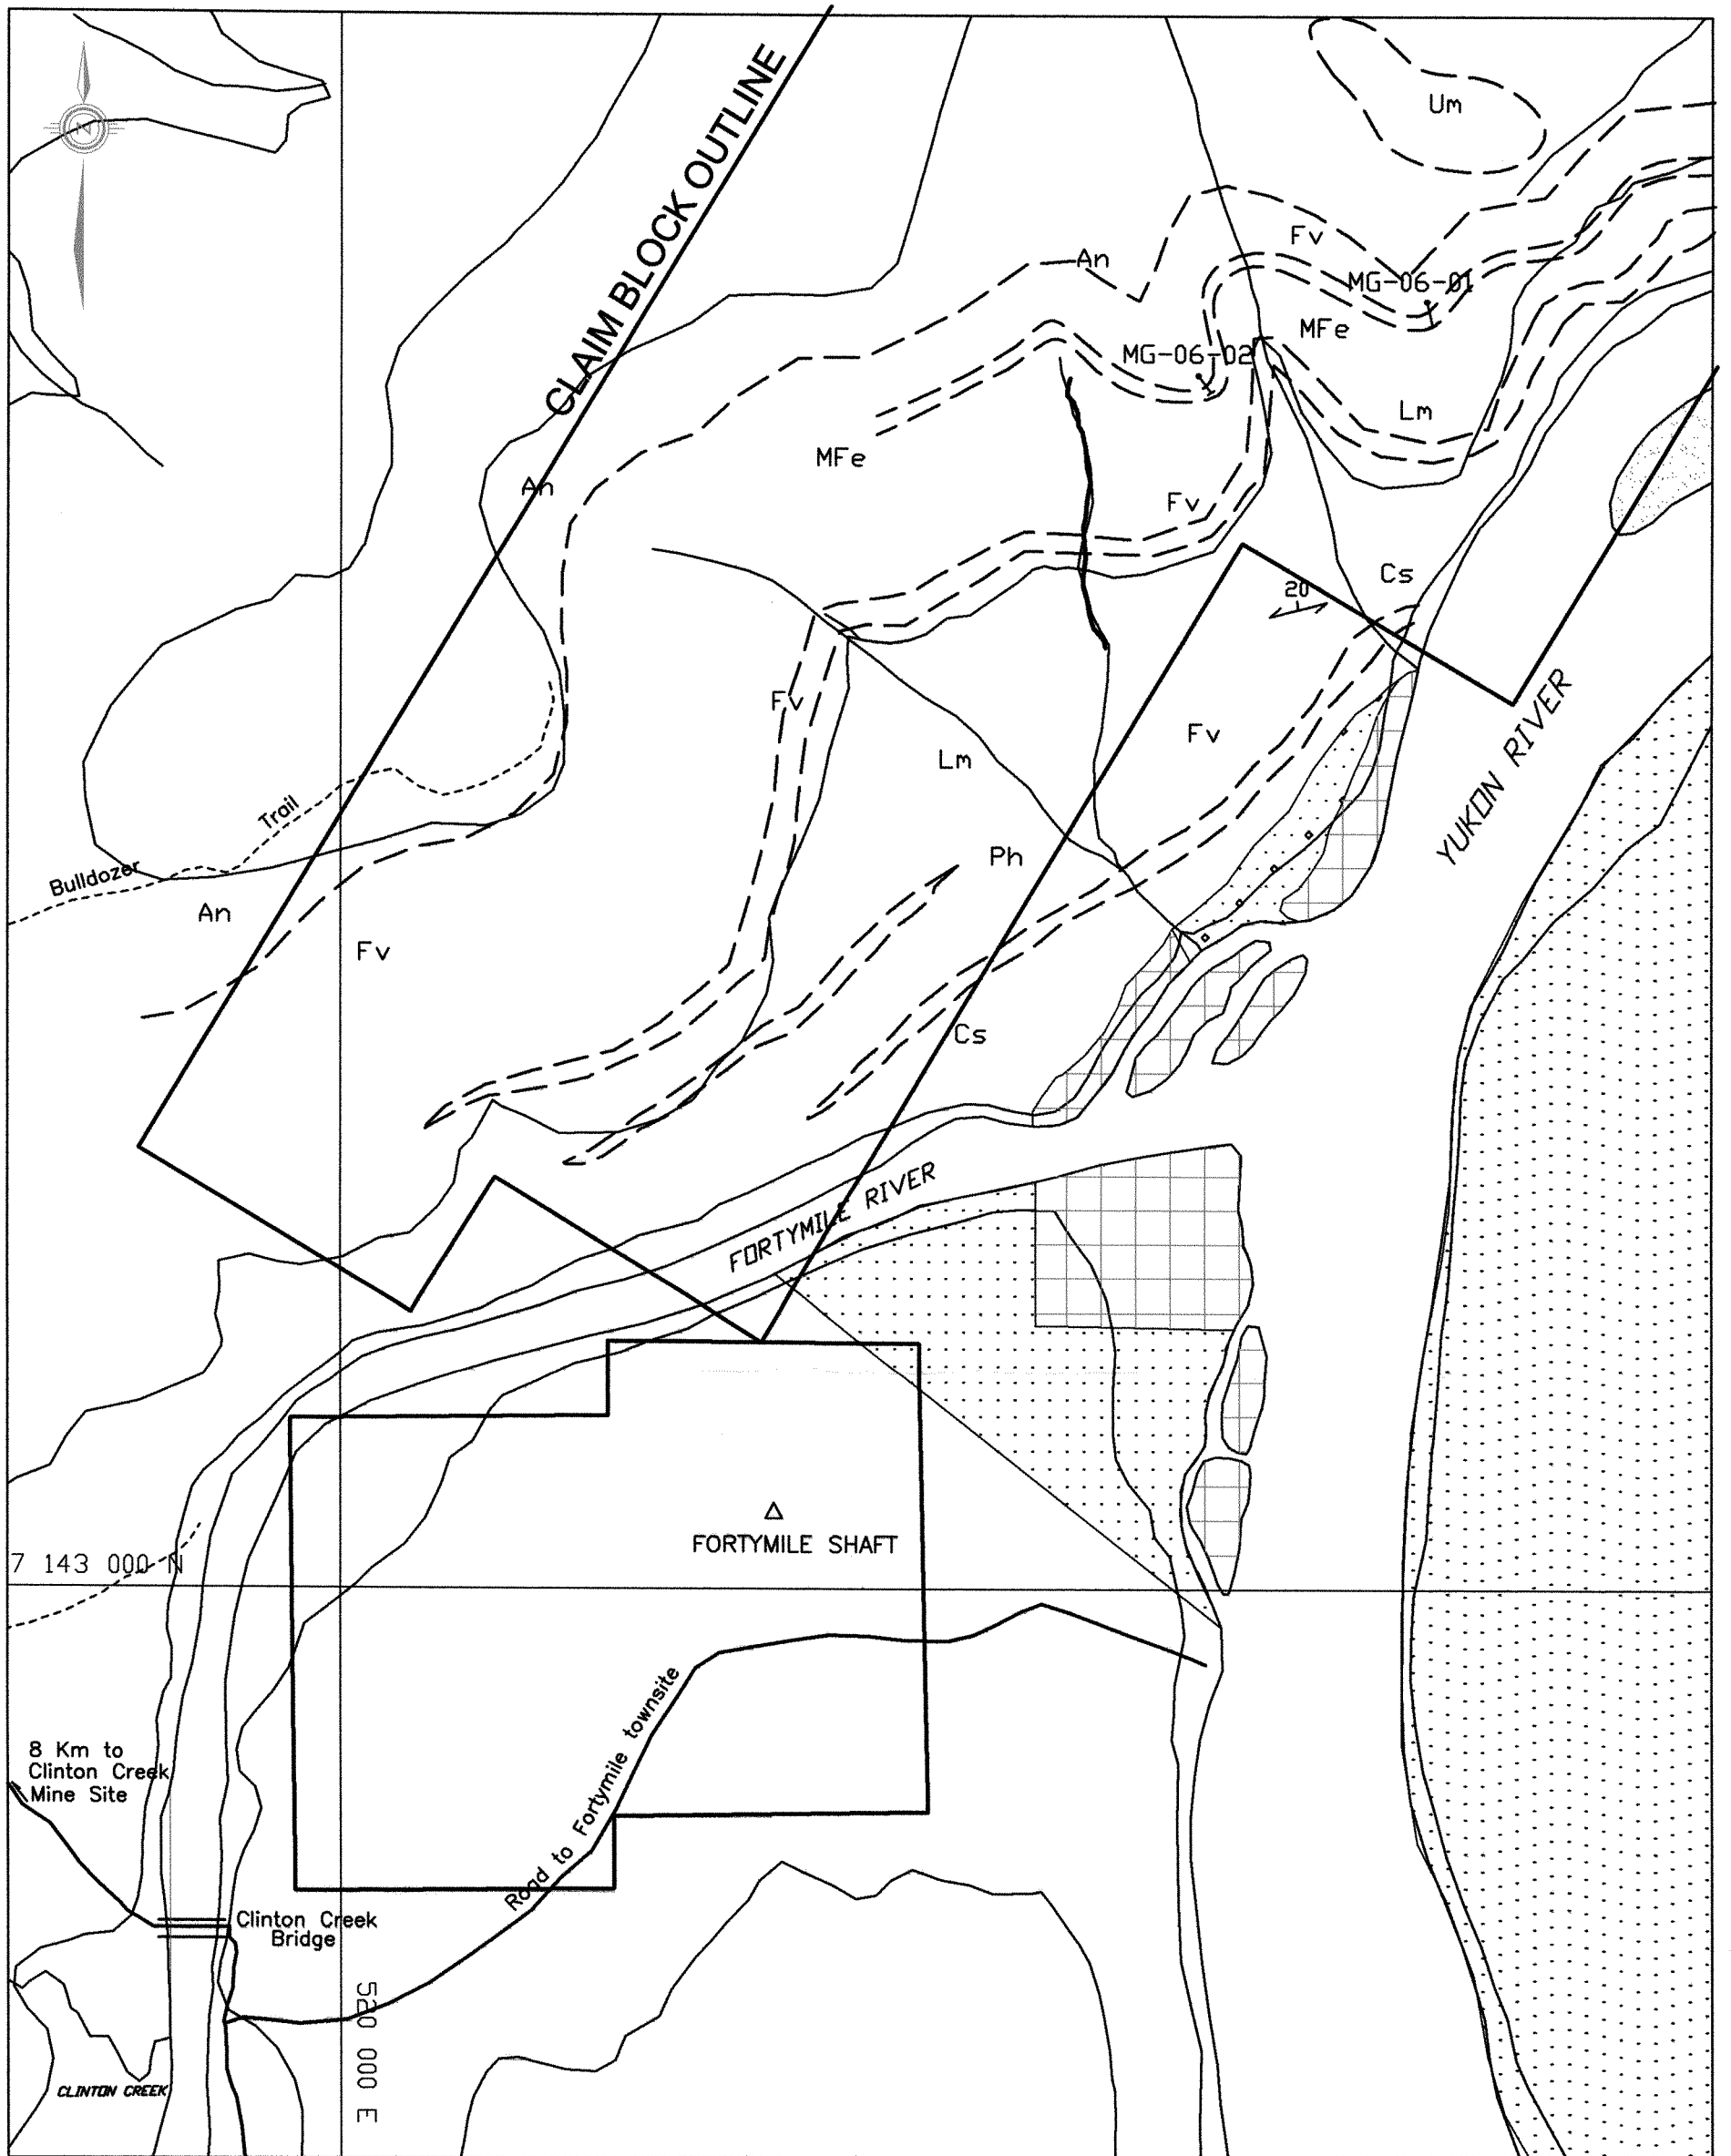 N
CLAIM BLOCK OUTLINE
Um
Fv
An
MG-06-01
MFe
MG-06-02
Lm
MFe
An
Fv
Cs
20
Fv
Fv
Lm
YUKON RIVER
Trail
Bulldozer
Ph
An
Fv
Cs
FORTYMILE RIVER
FORTYMILE SHAFT
7 143 000 N
Road to Fortymile townsite
8 Km to
Clinton Creek
Mine Site
Clinton Creek
Bridge
520 000 E
CLINTON CREEK